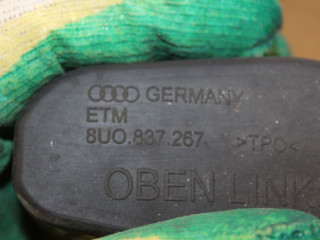 GERMANY
ETM
8U0.837.267 >TPO<
OBEN LINK